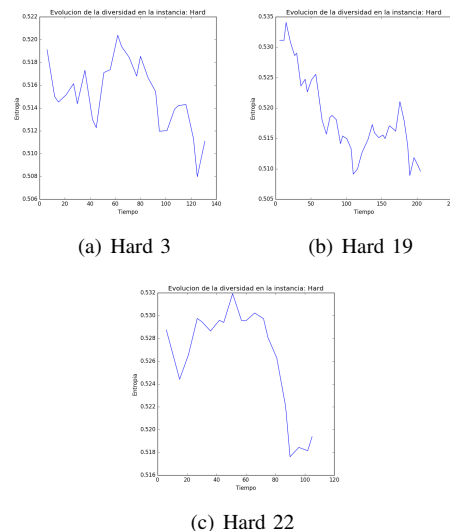 Evolucion de la diversidad en la instancia: Hard
0.522
0.520
0.518
0.516
0.514
0.512
0.510
0.508
0.506
Entropia
0 20 40 60 80 100 120 140
Tiempo
(a) Hard 3
Evolucion de la diversidad en la instancia: Hard
0.535
0.530
0.525
0.520
0.515
0.510
0.505
Entropia
0 50 100 150 200
Tiempo
(b) Hard 19
Evolucion de la diversidad en la instancia: Hard
0.532
0.530
0.528
0.526
0.524
0.522
0.520
0.518
0.516
Entropia
0 20 40 60 80 100 120
Tiempo
(c) Hard 22